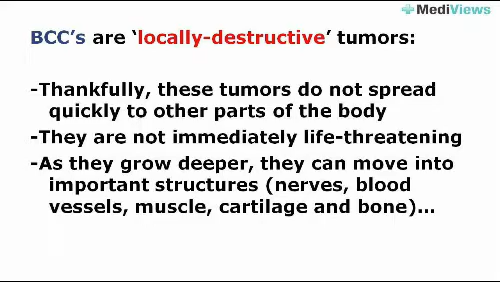 MediViews
BCC's are ‘locally-destructive’ tumors:
-Thankfully, these tumors do not spread
quickly to other parts of the body
-They are not immediately life-threatening
-As they grow deeper, they can move into
important structures (nerves, blood
vessels, muscle, cartilage and bone)...